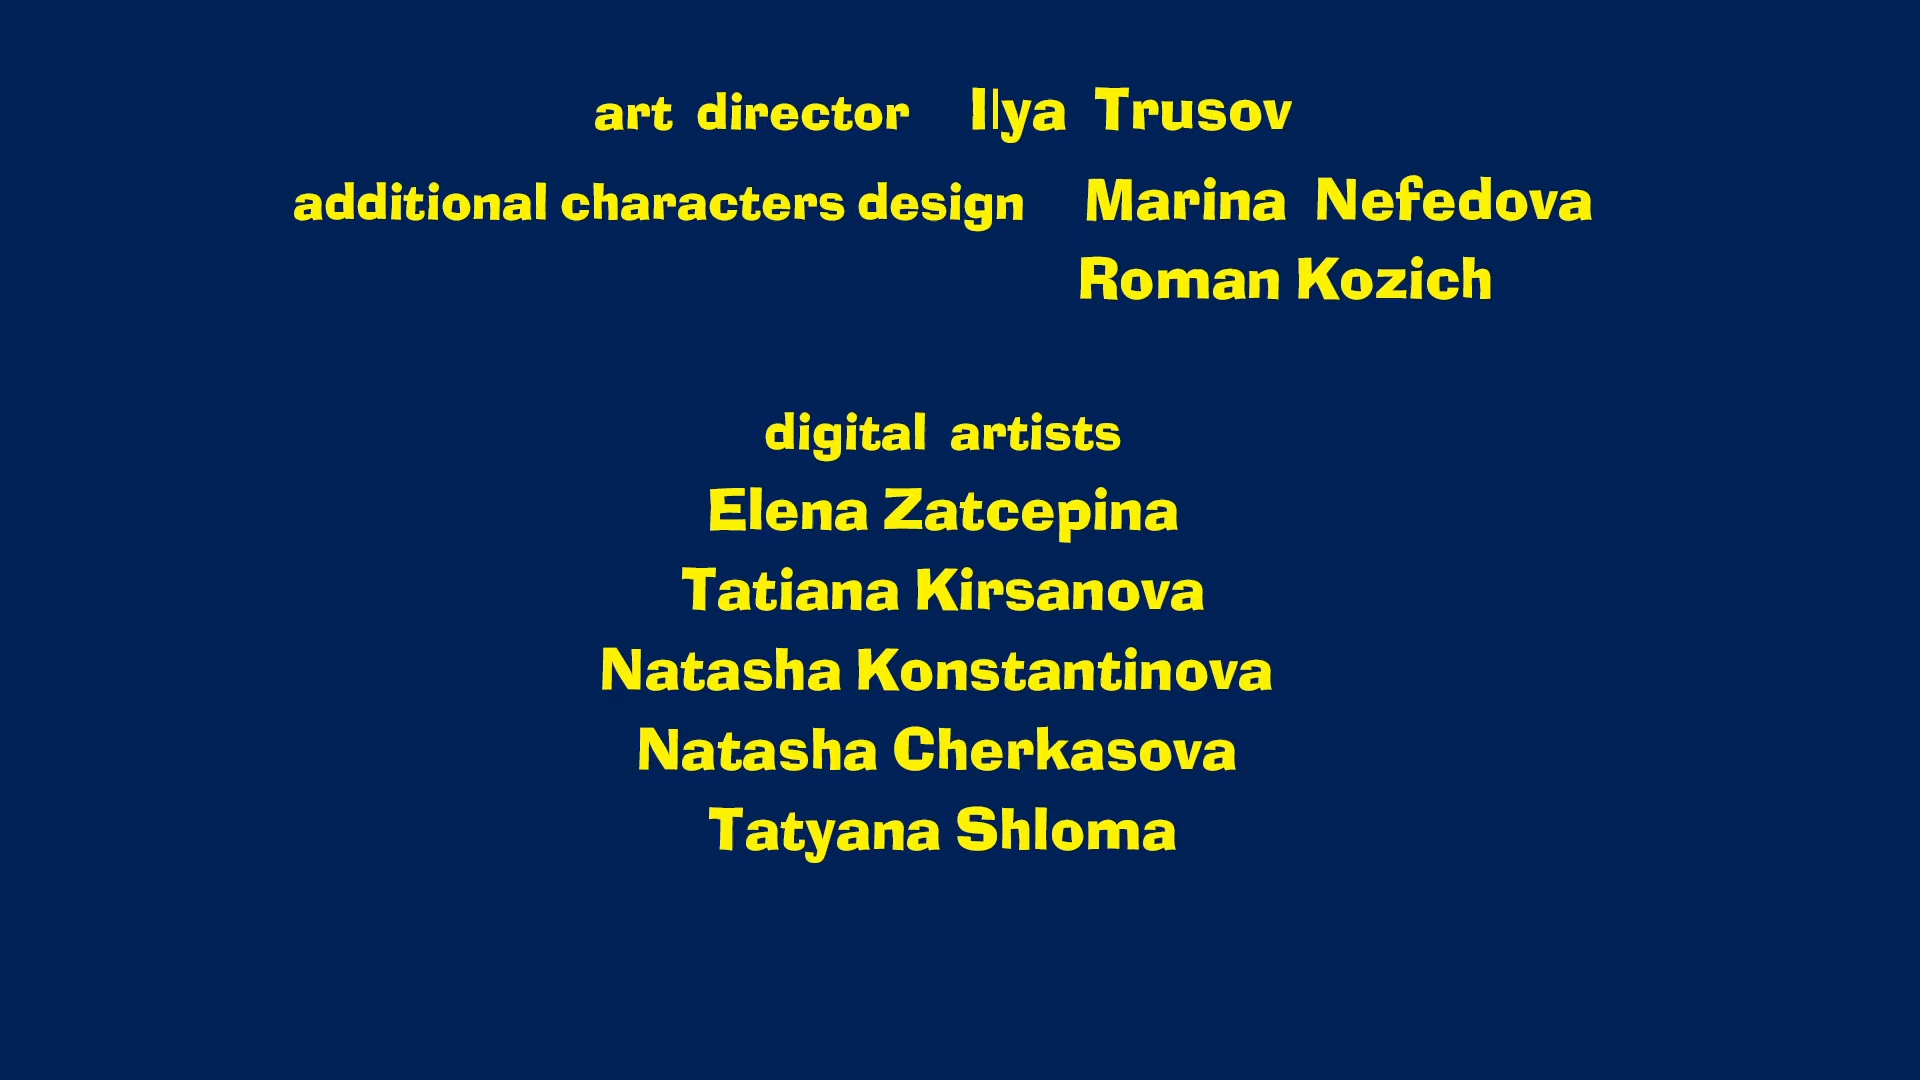 art director Ilya Trusov
additional characters design Marina Nefedova
Roman Kozich
digital artists
Elena Zatcepina
Tatiana Kirsanova
Natasha Konstantinova
Natasha Cherkasova
Tatyana Shloma